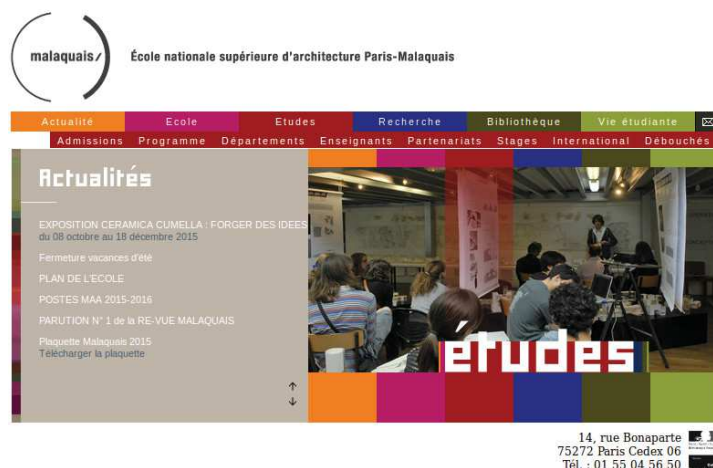 malaquais/
École nationale supérieure d'architecture Paris-Malaquais
Actualité Ecole Etudes Recherche Bibliothèque Vie étudiante
Admissions Programme Départements Enseignants Partenariats Stages International Débouchés
Actualités
EXPOSITION CERAMICA CUMELLA : FORGER DES IDEES
du 08 octobre au 18 décembre 2015
Fermeture vacances d'été
PLAN DE L'ECOLE
POSTES MAA 2015-2016
PARUTION N° 1 de la RE-VUE MALAQUAIS
Plaquette Malaquais 2015
Télécharger la plaquette
études
14, rue Bonaparte
75272 Paris Cedex 06
Tél. : 01 55 04 56 50